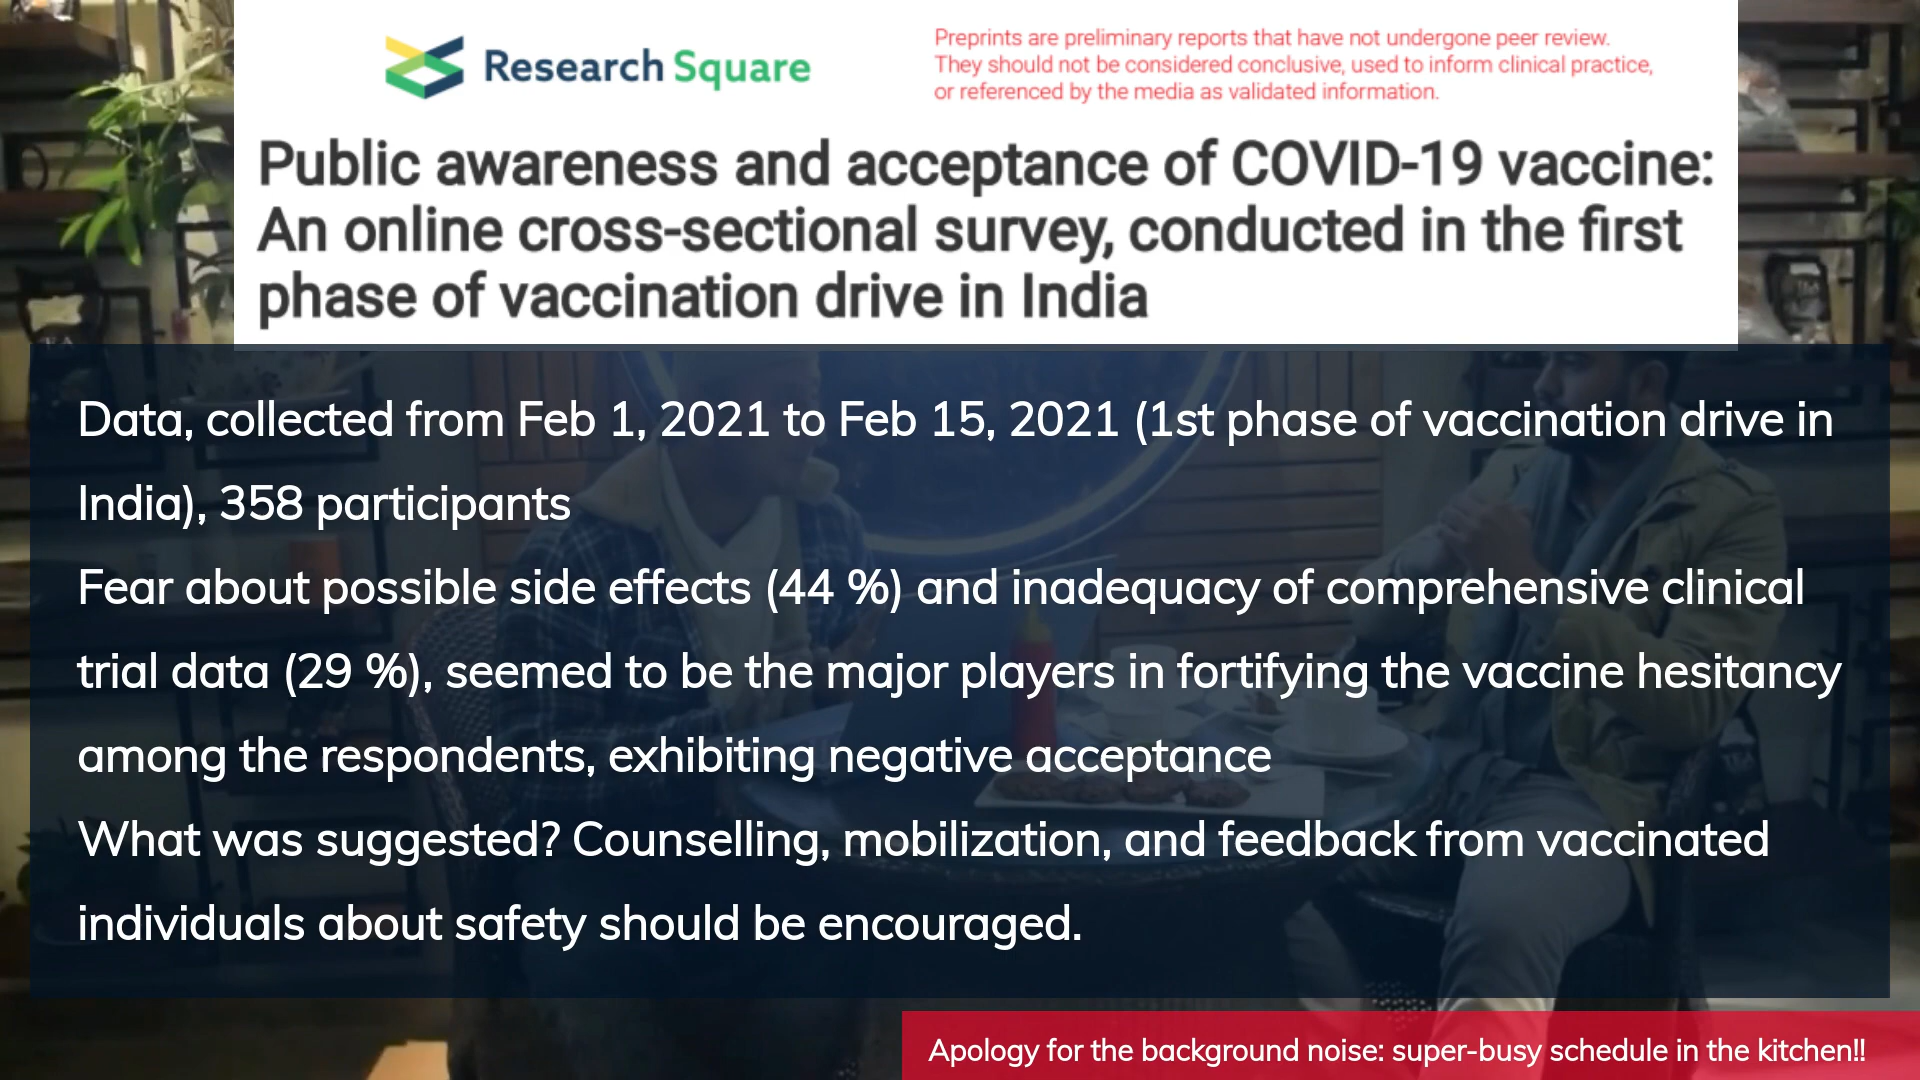 Research Square
Preprints are preliminary reports that have not undergone peer review.
They should not be considered conclusive, used to inform clinical practice,
or referenced by the media as validated information.
Public awareness and acceptance of COVID-19 vaccine:
An online cross-sectional survey, conducted in the first
phase of vaccination drive in India
Data, collected from Feb 1, 2021 to Feb 15, 2021 (1st phase of vaccination drive in
India), 358 participants
Fear about possible side effects (44 %) and inadequacy of comprehensive clinical
trial data (29 %), seemed to be the major players in fortifying the vaccine hesitancy
among the respondents, exhibiting negative acceptance
What was suggested? Counselling, mobilization, and feedback from vaccinated
individuals about safety should be encouraged.
Apology for the background noise: super-busy schedule in the kitchen!!